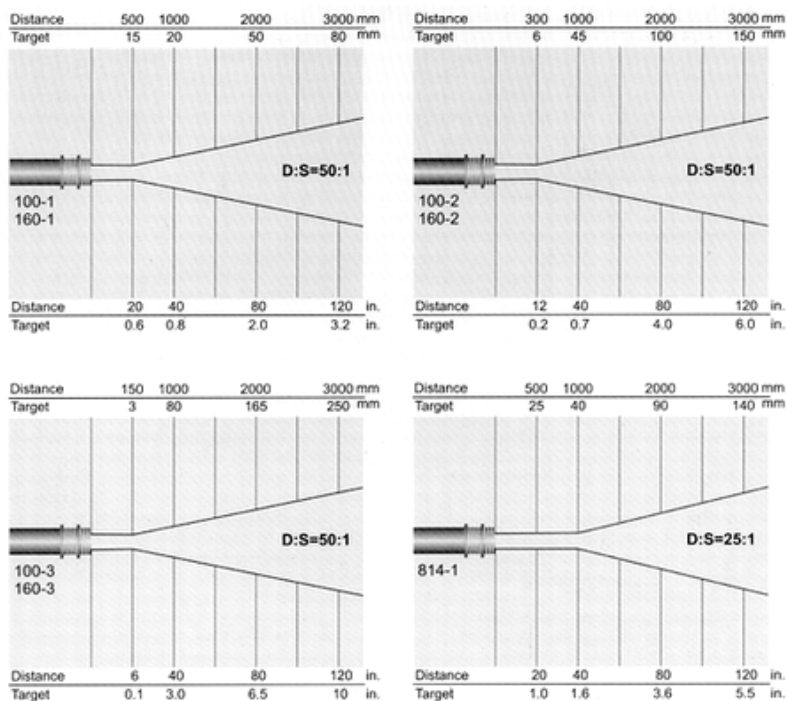 Distance 500 1000 2000 3000 mm
Target 15 20 50 80 mm
D:S=50:1
100-1
160-1
Distance 20 40 80 120 in.
Target 0.6 0.8 2.0 3.2 in.
Distance 300 1000 2000 3000 mm
Target 6 45 100 150 mm
D:S=50:1
100-2
160-2
Distance 12 40 80 120 in.
Target 0.2 0.7 4.0 6.0 in.
Distance 150 1000 2000 3000 mm
Target 3 80 165 250 mm
D:S=50:1
100-3
160-3
Distance 6 40 80 120 in.
Target 0.1 3.0 6.5 10 in.
Distance 500 1000 2000 3000 mm
Target 25 40 90 140 mm
D:S=25:1
814-1
Distance 20 40 80 120 in.
Target 1.0 1.6 3.6 5.5 in.